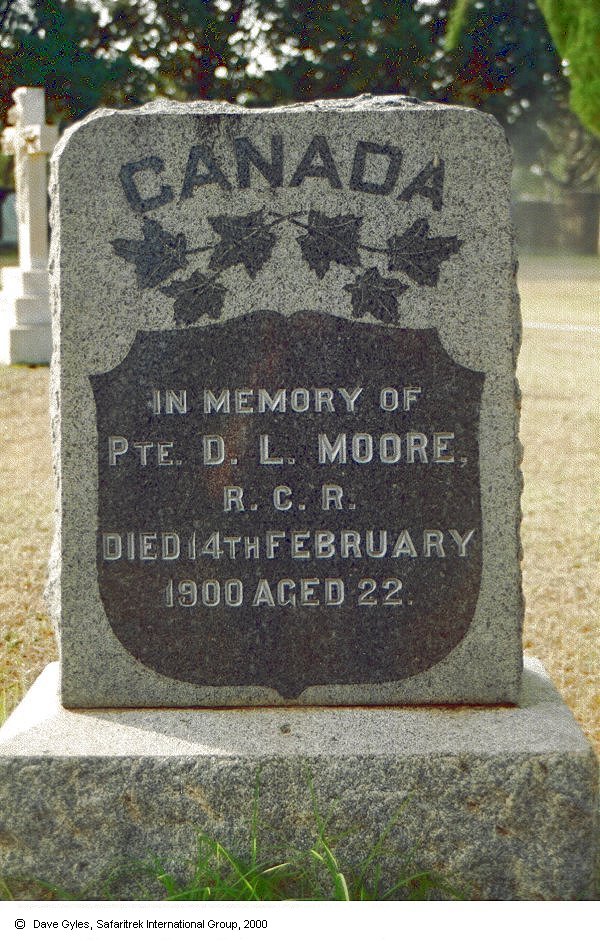 CANADA
IN MEMORY OF
PTE. D. L. MOORE,
R. C. R.
DIED 14TH FEBRUARY
1900 AGED 22.
© Dave Gyles, Safaritrek International Group, 2000